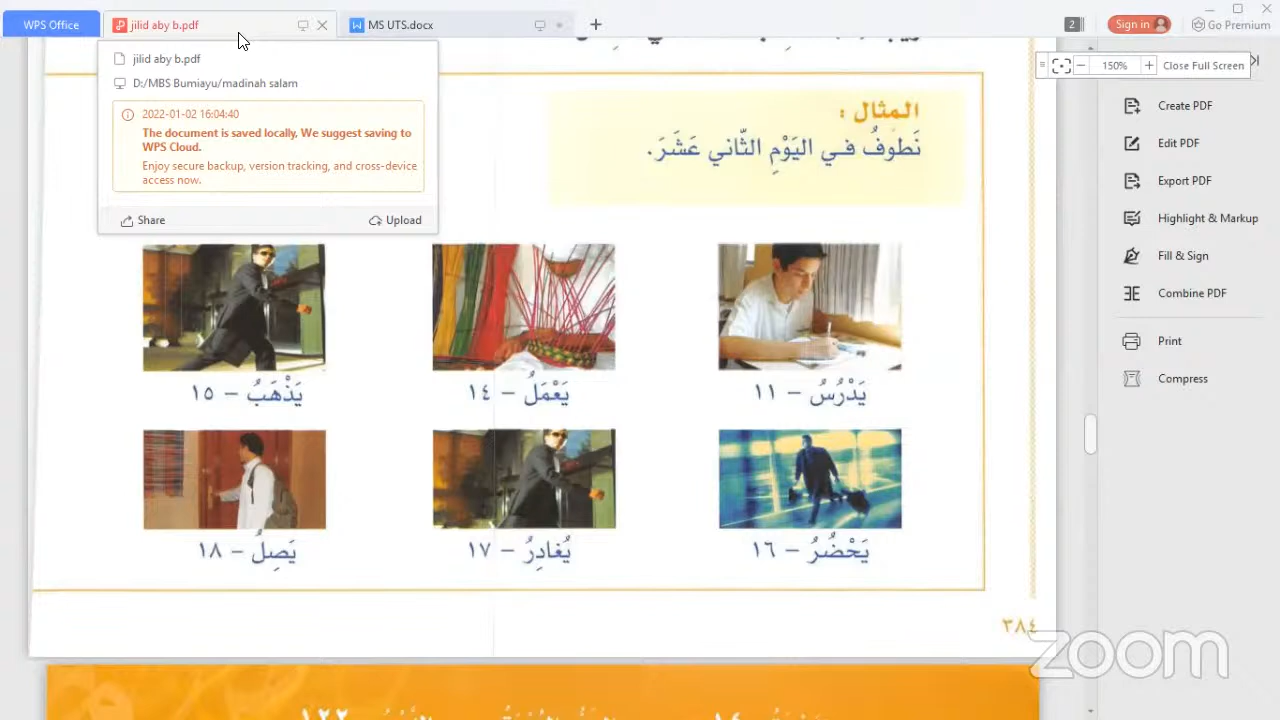 WPS Office
jilid aby b.pdf
MS UTS.docx
2
Sign in
Go Premium
jilid aby b.pdf
D:/MBS Bumiayu/madinah salam
2022-01-02 16:04:40
The document is saved locally, We suggest saving to
WPS Cloud.
Enjoy secure backup, version tracking, and cross-device
access now.
Share
Upload
150%
Close Full Screen
Create PDF
Edit PDF
Export PDF
Highlight & Markup
Fill & Sign
Combine PDF
Print
Compress
المثال :
نَطوفُ في اليَوْمِ الثّاني عَشَرَ.
يَدْرُسُ – ١١
يَعْمَلُ – ١٤
يَذْهَبُ – ١٥
يَحْضُرُ – ١٦
يُغادِرُ – ١٧
يَصِلُ – ١٨
٣٨٤
zoom